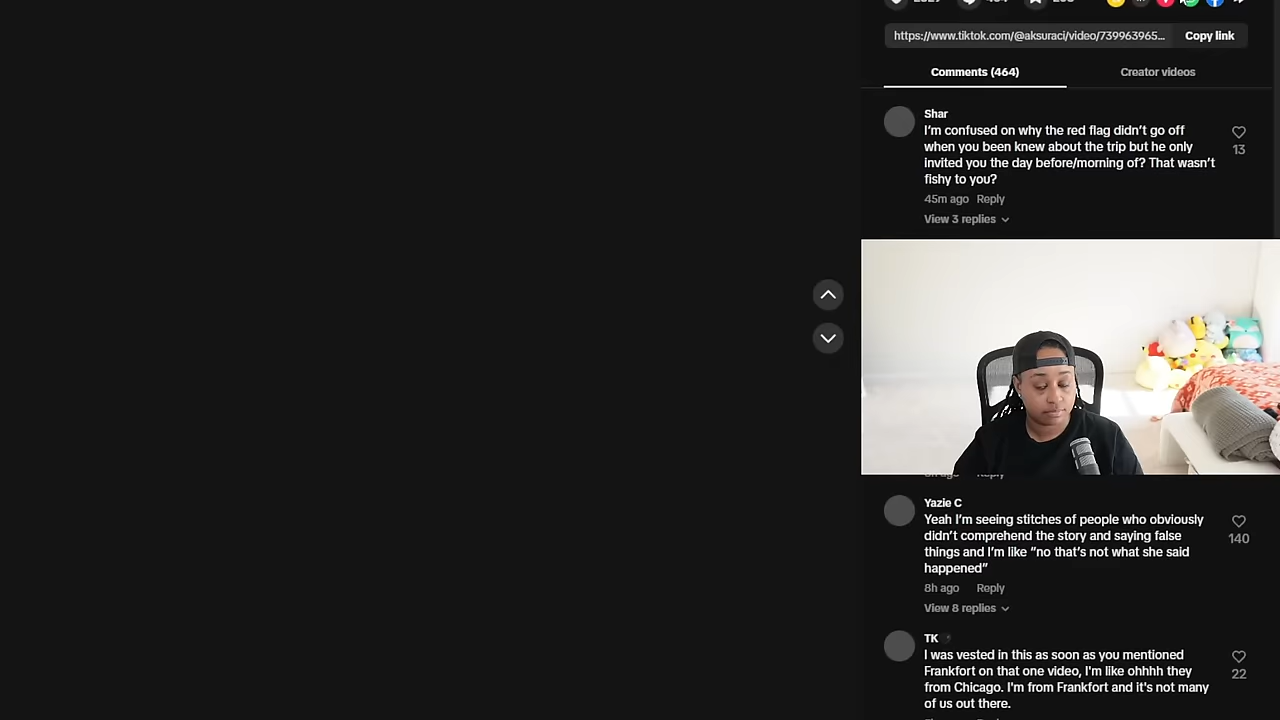 https://www.tiktok.com/@aksuraci/video/739963965...
Copy link
Comments (464)
Creator videos
Shar
I'm confused on why the red flag didn't go off
when you been knew about the trip but he only
invited you the day before/morning of? That wasn't
fishy to you?
13
45m ago Reply
View 3 replies
Yazie C
Yeah I'm seeing stitches of people who obviously
didn't comprehend the story and saying false
things and I'm like “no that's not what she said
happened”
140
8h ago Reply
View 8 replies
TK
I was vested in this as soon as you mentioned
Frankfort on that one video, I'm like ohhhh they
from Chicago. I'm from Frankfort and it's not many
of us out there.
22